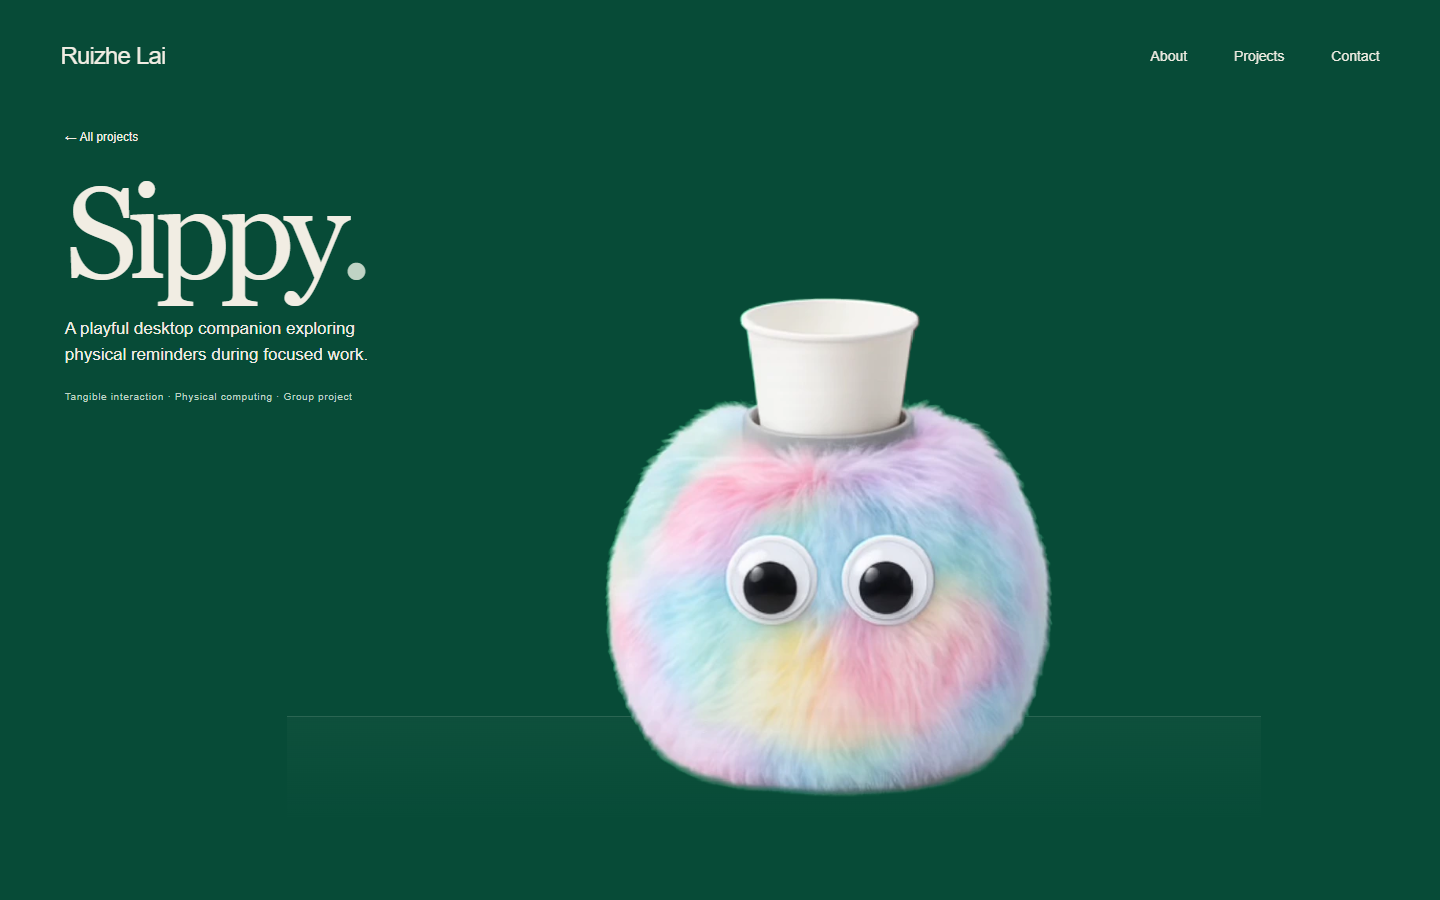 Ruizhe Lai
About
Projects
Contact
← All projects
Sippy.
A playful desktop companion exploring
physical reminders during focused work.
Tangible interaction · Physical computing · Group project